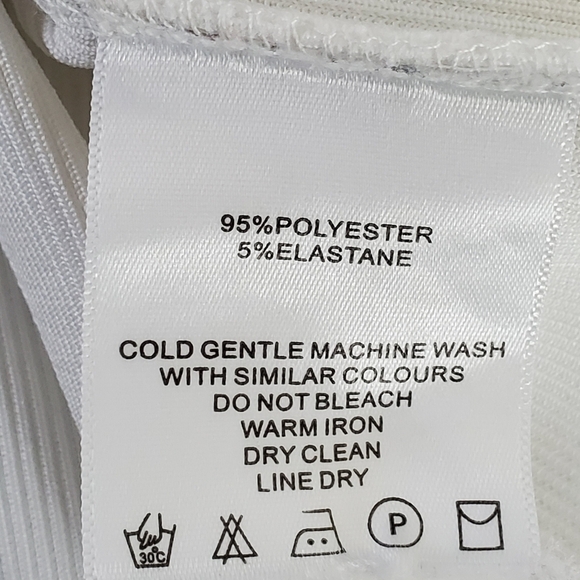 95%POLYESTER
5%ELASTANE
COLD GENTLE MACHINE WASH
WITH SIMILAR COLOURS
DO NOT BLEACH
WARM IRON
DRY CLEAN
LINE DRY
30°C P